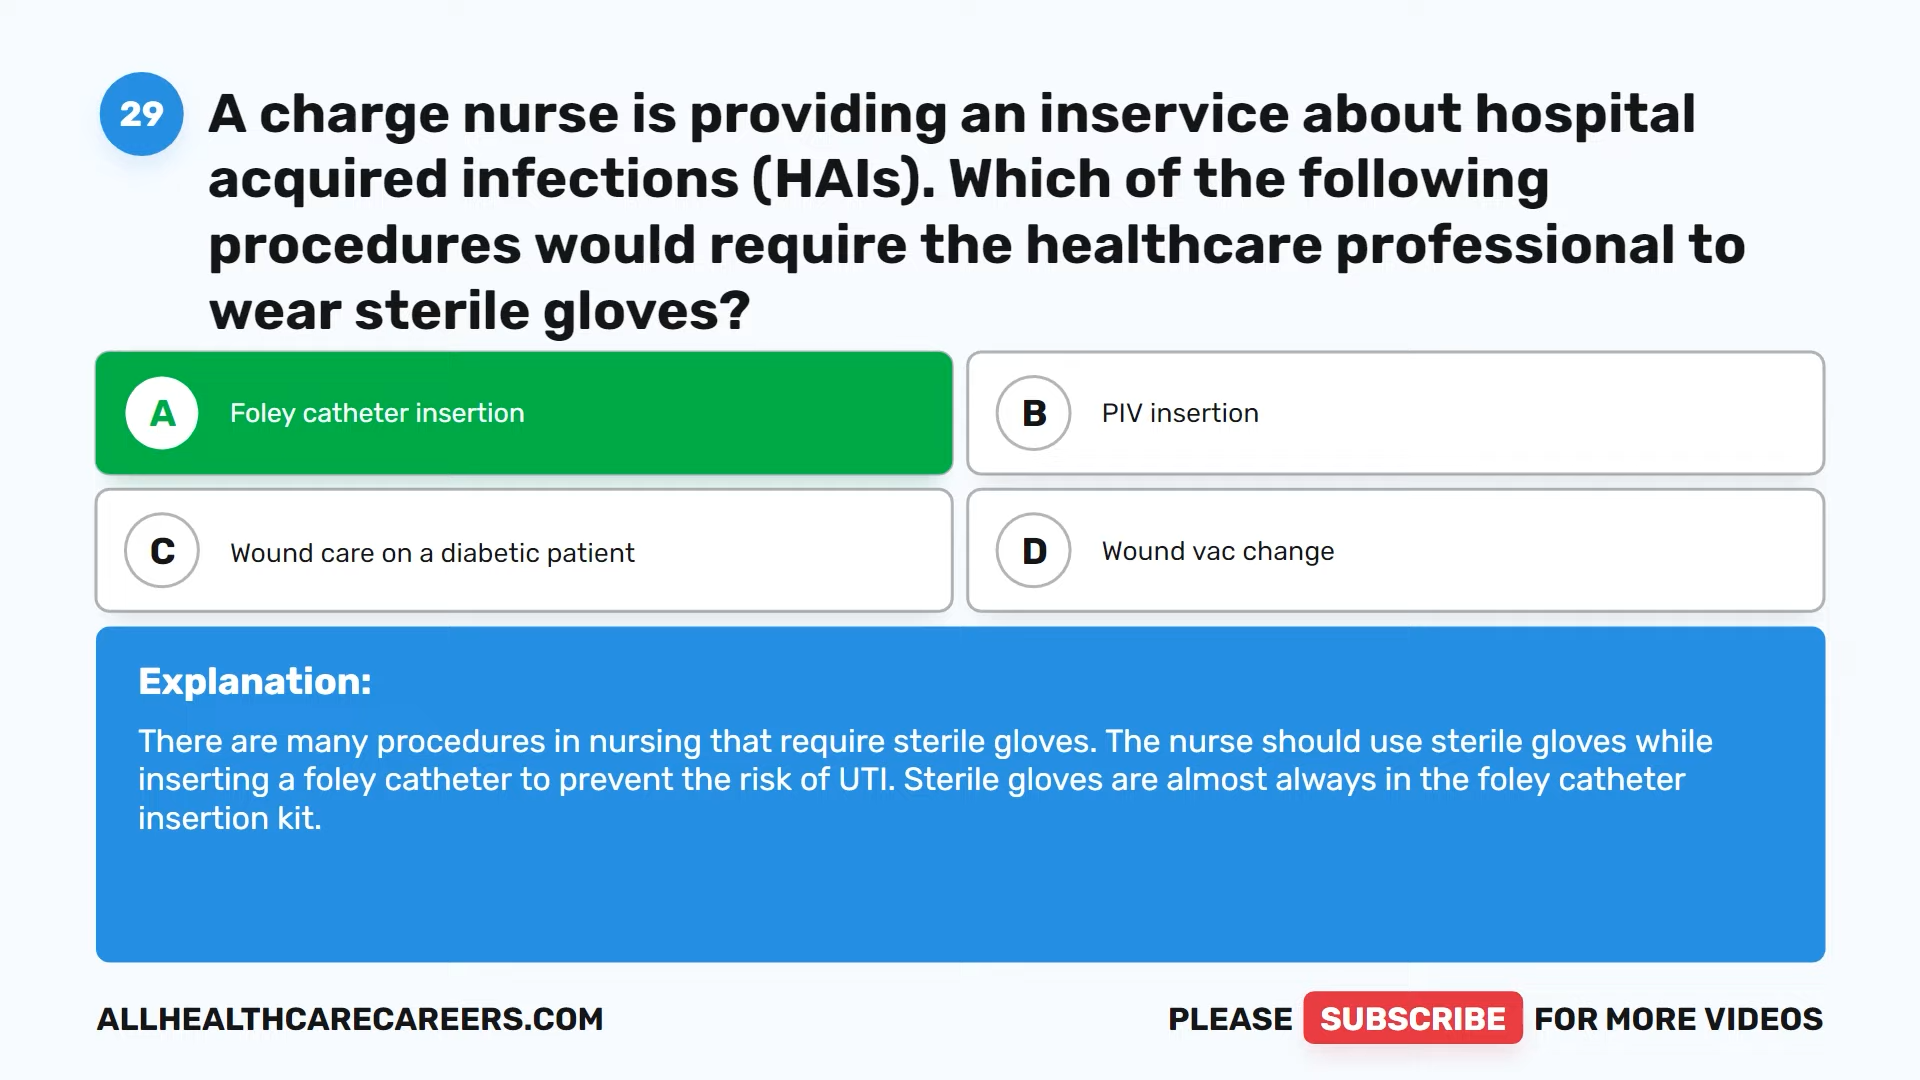 29
A charge nurse is providing an inservice about hospital
acquired infections (HAIs). Which of the following
procedures would require the healthcare professional to
wear sterile gloves?
A Foley catheter insertion
B PIV insertion
C Wound care on a diabetic patient
D Wound vac change
Explanation:
There are many procedures in nursing that require sterile gloves. The nurse should use sterile gloves while
inserting a foley catheter to prevent the risk of UTI. Sterile gloves are almost always in the foley catheter
insertion kit.
ALLHEALTHCARECAREERS.COM
PLEASE SUBSCRIBE FOR MORE VIDEOS